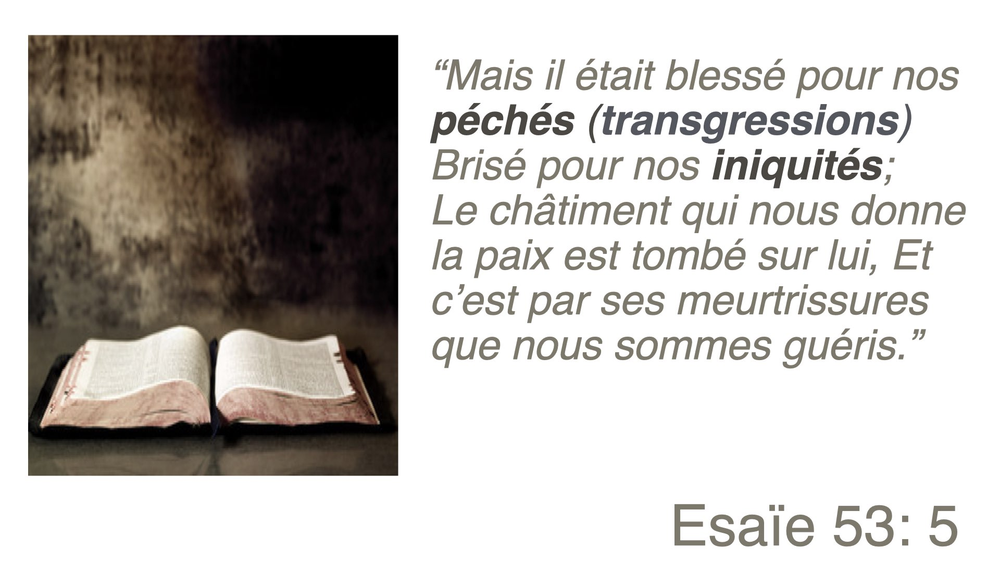 “Mais il était blessé pour nos
péchés (transgressions)
Brisé pour nos iniquités;
Le châtiment qui nous donne
la paix est tombé sur lui, Et
c’est par ses meurtrissures
que nous sommes guéris.”
Esaïe 53: 5